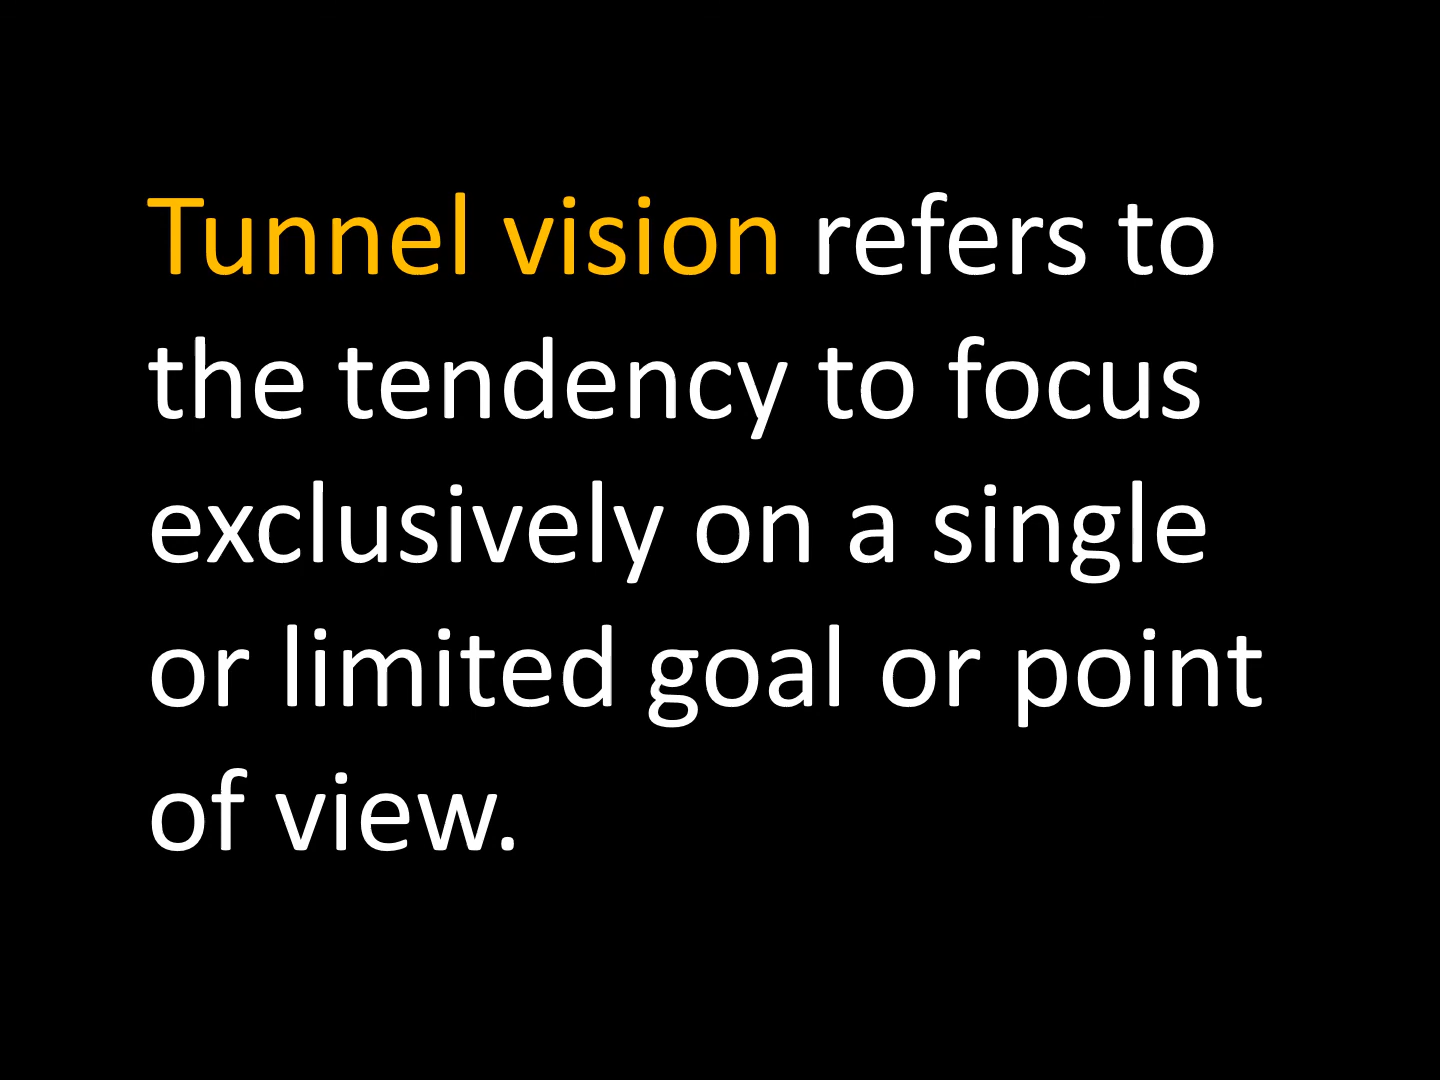 Tunnel vision refers to
the tendency to focus
exclusively on a single
or limited goal or point
of view.